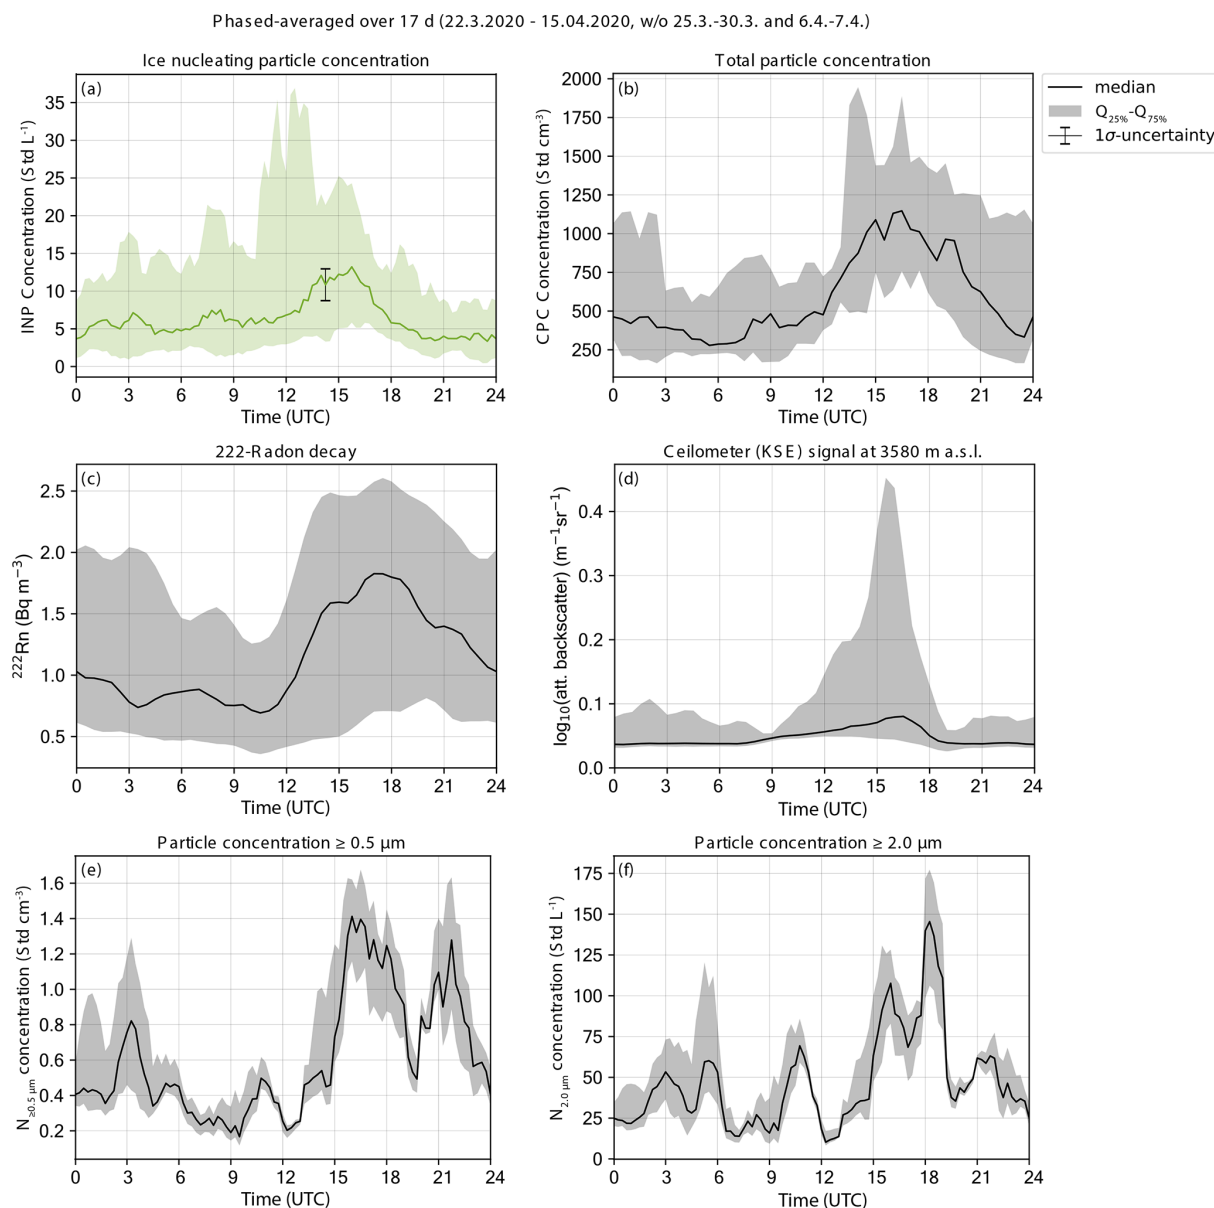 Phased-averaged over 17 d (22.3.2020 - 15.04.2020, w/o 25.3.-30.3. and 6.4.-7.4.)
Ice nucleating particle concentration
(a)
INP Concentration (Std L⁻¹)
35
30
25
20
15
10
5
0
0 3 6 9 12 15 18 21 24
Time (UTC)
Total particle concentration
(b)
CPC Concentration (Std cm⁻³)
2000
1750
1500
1250
1000
750
500
250
0 3 6 9 12 15 18 21 24
Time (UTC)
median
Q25%-Q75%
1σ-uncertainty
222-Radon decay
(c)
²²²Rn (Bq m⁻³)
2.5
2.0
1.5
1.0
0.5
0 3 6 9 12 15 18 21 24
Time (UTC)
Ceilometer (KSE) signal at 3580 m a.s.l.
(d)
log₁₀(att. backscatter) (m⁻¹sr⁻¹)
0.4
0.3
0.2
0.1
0.0
0 3 6 9 12 15 18 21 24
Time (UTC)
Particle concentration ≥ 0.5 µm
(e)
N≥0.5 µm concentration (Std cm⁻³)
1.6
1.4
1.2
1.0
0.8
0.6
0.4
0.2
0 3 6 9 12 15 18 21 24
Time (UTC)
Particle concentration ≥ 2.0 µm
(f)
N2.0 µm concentration (Std L⁻¹)
175
150
125
100
75
50
25
0
0 3 6 9 12 15 18 21 24
Time (UTC)